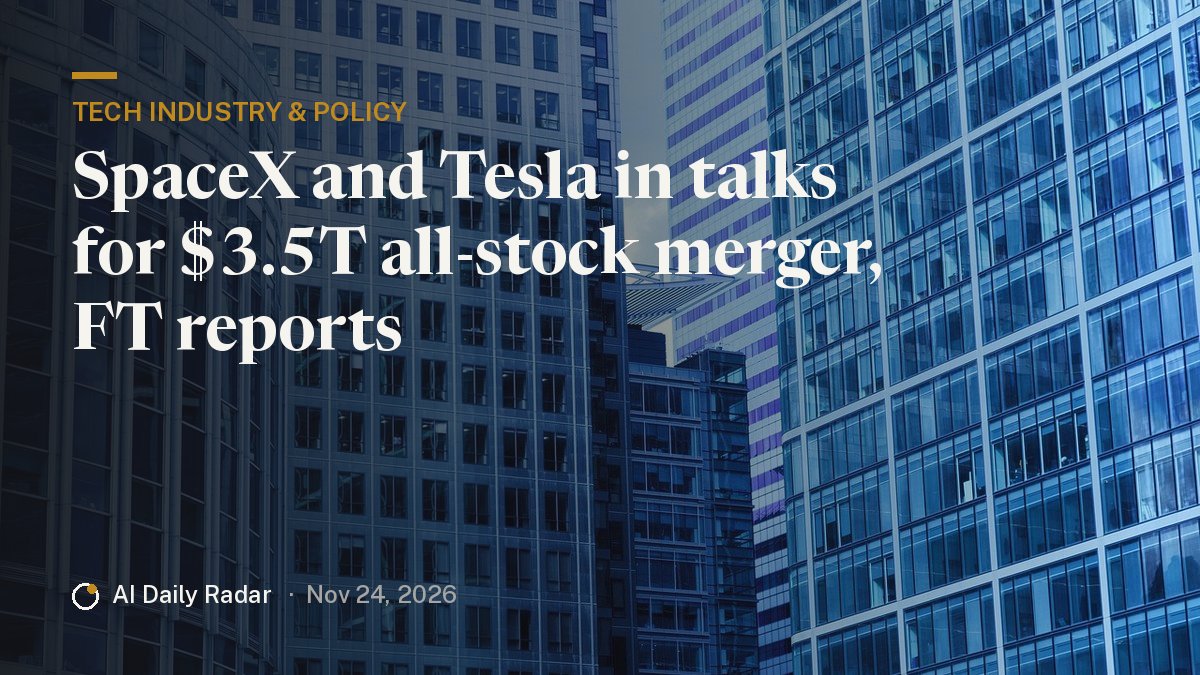 TECH INDUSTRY & POLICY
SpaceX and Tesla in talks
for $3.5T all-stock merger,
FT reports
AI Daily Radar · Nov 24, 2026